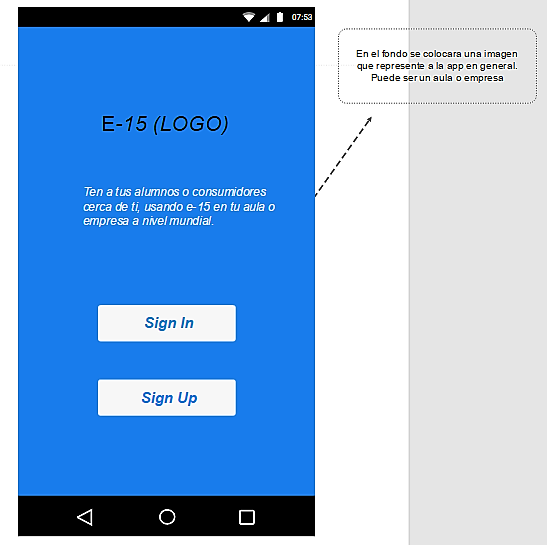 07:53
En el fondo se colocara una imagen
que represente a la app en general.
Puede ser un aula o empresa
E-15 (LOGO)
Ten a tus alumnos o consumidores
cerca de ti, usando e-15 en tu aula o
empresa a nivel mundial.
Sign In
Sign Up